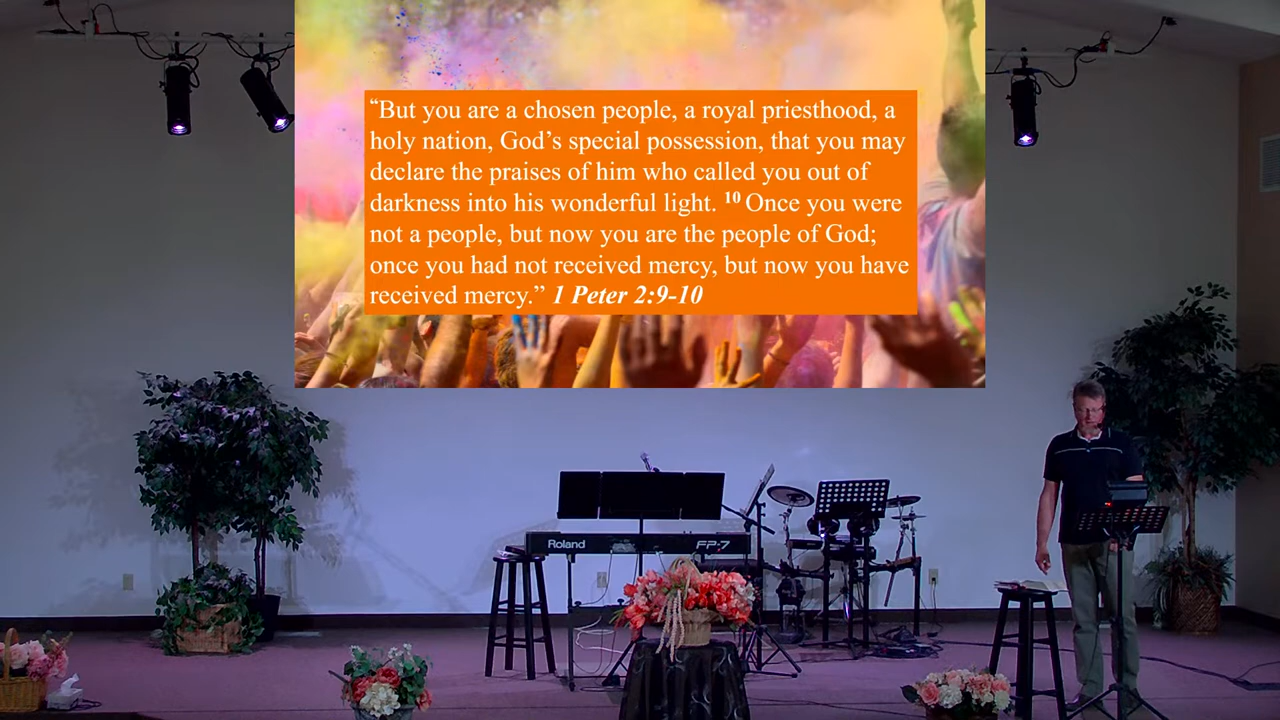 “But you are a chosen people, a royal priesthood, a
holy nation, God’s special possession, that you may
declare the praises of him who called you out of
darkness into his wonderful light. 10 Once you were
not a people, but now you are the people of God;
once you had not received mercy, but now you have
received mercy.” 1 Peter 2:9-10
Roland FP-7